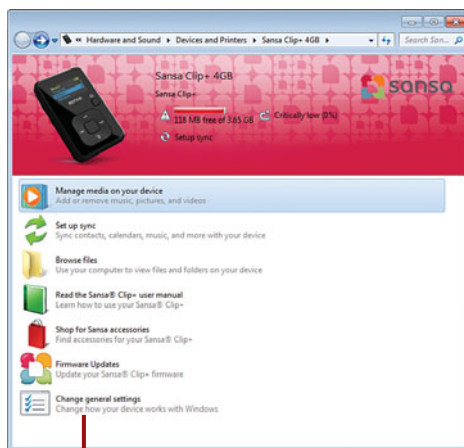 Hardware and Sound ▸ Devices and Printers ▸ Sansa Clip+ 4GB ▸
Search San...
Sansa Clip+ 4GB
Sansa Clip+
118 MB free of 3.65 GB
Critically low (0%)
Setup sync
sansa
Manage media on your device
Add or remove music, pictures, and videos
Set up sync
Sync contacts, calendars, music, and more with your device
Browse files
Use your computer to view files and folders on your device
Read the Sansa® Clip+ user manual
Learn how to use your Sansa® Clip+
Shop for Sansa accessories
Find accessories for your Sansa® Clip+
Firmware Updates
Update your Sansa® Clip+ firmware
Change general settings
Change how your device works with Windows